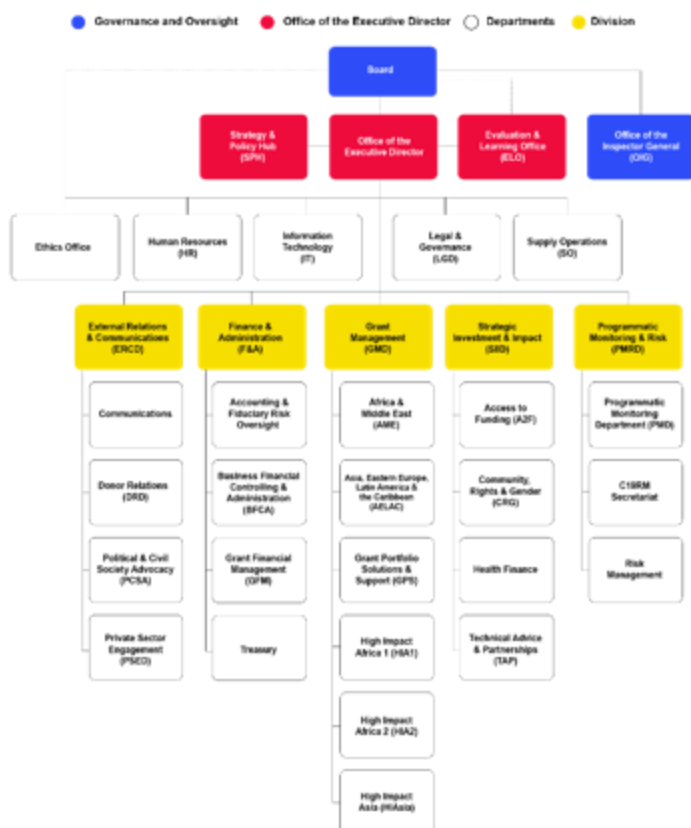 Governance and Oversight
Office of the Executive Director
Departments
Division
Board
Strategy &
Policy Hub
(SPH)
Office of the
Executive Director
Evaluation &
Learning Office
(ELO)
Office of the
Inspector General
(OIG)
Ethics Office
Human Resources
(HR)
Information
Technology
(IT)
Legal &
Governance
(LGD)
Supply Operations
(SO)
External Relations
& Communications
(ERCD)
Finance &
Administration
(F&A)
Grant
Management
(GMD)
Strategic
Investment & Impact
(SIID)
Programmatic
Monitoring & Risk
(PMRD)
Communications
Donor Relations
(DRD)
Political & Civil
Society Advocacy
(PCSA)
Private Sector
Engagement
(PSED)
Accounting &
Fiduciary Risk
Oversight
Business Financial
Controlling &
Administration
(BFCA)
Grant Financial
Management
(GFM)
Treasury
Africa &
Middle East
(AME)
Asia, Eastern Europe,
Latin America &
the Caribbean
(AELAC)
Grant Portfolio
Solutions &
Support (GPS)
High Impact
Africa 1 (HIA1)
High Impact
Africa 2 (HIA2)
High Impact
Asia (HIAsia)
Access to
Funding (A2F)
Community,
Rights & Gender
(CRG)
Health Finance
Technical Advice
& Partnerships
(TAP)
Programmatic
Monitoring
Department (PMD)
C19RM
Secretariat
Risk
Management